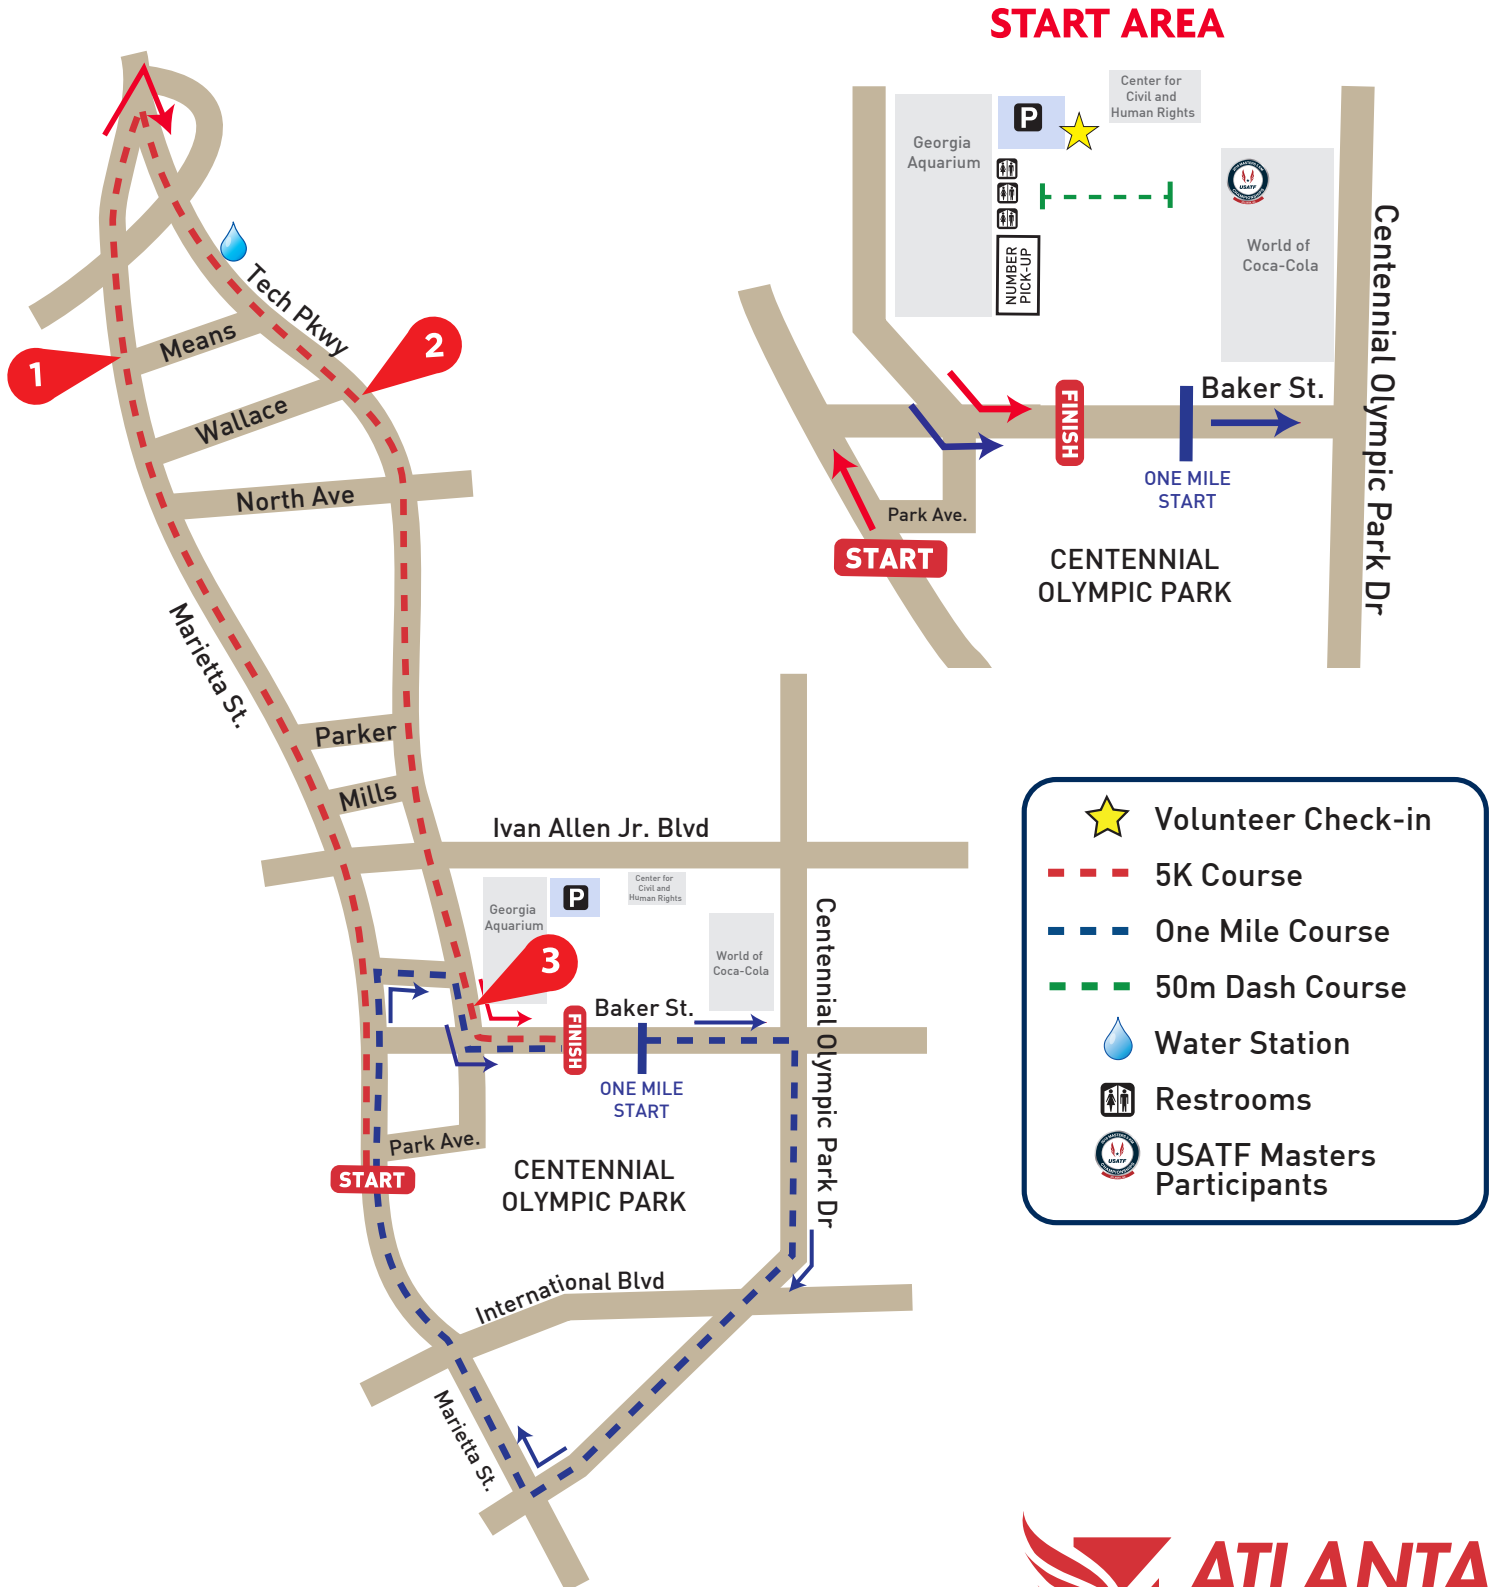 START AREA
Center for
Civil and
Human Rights
P
Georgia
Aquarium
USATF
NUMBER
PICK-UP
World of
Coca-Cola
Centennial Olympic Park Dr
Baker St.
FINISH
ONE MILE
START
Park Ave.
START
CENTENNIAL
OLYMPIC PARK
Tech Pkwy
Means
1
2
Wallace
North Ave
Marietta St.
Parker
Mills
Ivan Allen Jr. Blvd
Georgia
Aquarium
P
Center for
Civil and
Human Rights
World of
Coca-Cola
3
Baker St.
FINISH
ONE MILE
START
Centennial Olympic Park Dr
Park Ave.
START
CENTENNIAL
OLYMPIC PARK
International Blvd
Marietta St.
Volunteer Check-in
5K Course
One Mile Course
50m Dash Course
Water Station
Restrooms
USATF
USATF Masters
Participants
ATLANTA